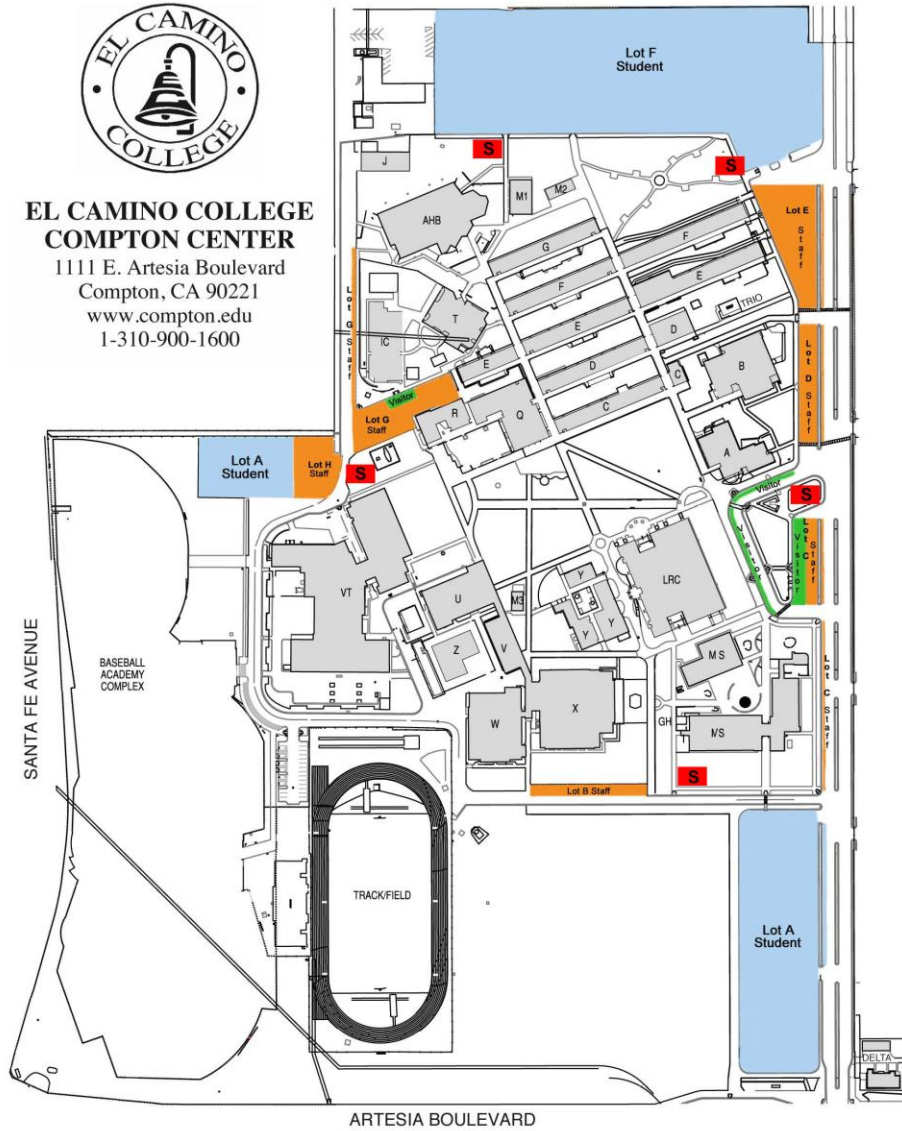 EL CAMINO
COLLEGE
EL CAMINO COLLEGE
COMPTON CENTER
1111 E. Artesia Boulevard
Compton, CA 90221
www.compton.edu
1-310-900-1600
Lot F
Student
S
S
J
M1
M2
AHB
G
F
Lot E
Staff
F
E
TRIO
T
IC
Lot G Staff
E
D
E
D
B
Lot D Staff
C
Visitor
Lot G
Staff
R
Q
C
A
Lot A
Student
Lot H
Staff
S
Visitor
S
Visitor
Lot C
Visitor
Staff
VT
U
M3
Y
Y
Y
LRC
Z
V
MS
SANTA FE AVENUE
BASEBALL
ACADEMY
COMPLEX
W
X
GH
MS
Lot C Staff
S
Lot B Staff
TRACK/FIELD
Lot A
Student
DELTA
ARTESIA BOULEVARD